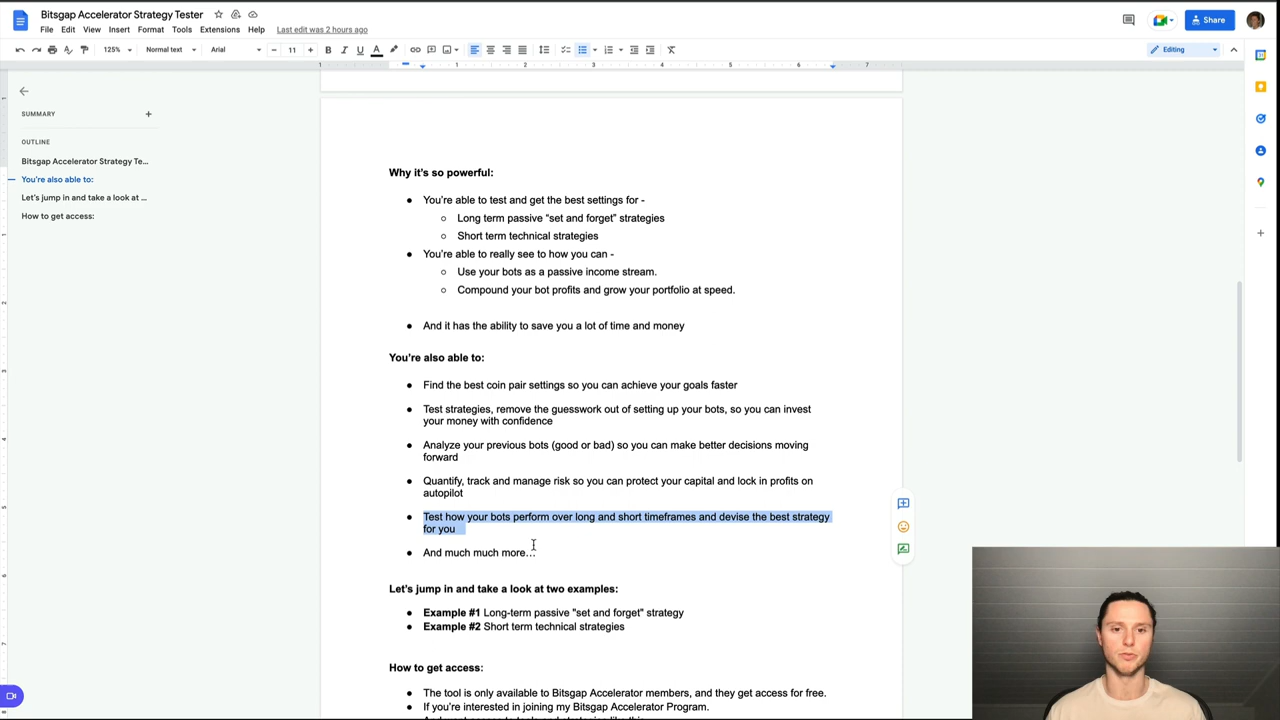 Bitsgap Accelerator Strategy Tester
File Edit View Insert Format Tools Extensions Help Last edit was 2 hours ago
Share
125% Normal text Arial 11 Editing
1 1 2 3 4 5 6 7
SUMMARY
OUTLINE
Bitsgap Accelerator Strategy Te...
You're also able to:
Let's jump in and take a look at ...
How to get access:
Why it's so powerful:
You're able to test and get the best settings for -
Long term passive "set and forget" strategies
Short term technical strategies
You're able to really see to how you can -
Use your bots as a passive income stream.
Compound your bot profits and grow your portfolio at speed.
And it has the ability to save you a lot of time and money
You're also able to:
Find the best coin pair settings so you can achieve your goals faster
Test strategies, remove the guesswork out of setting up your bots, so you can invest
your money with confidence
Analyze your previous bots (good or bad) so you can make better decisions moving
forward
Quantify, track and manage risk so you can protect your capital and lock in profits on
autopilot
Test how your bots perform over long and short timeframes and devise the best strategy
for you
And much much more…
Let's jump in and take a look at two examples:
Example #1 Long-term passive "set and forget" strategy
Example #2 Short term technical strategies
How to get access:
The tool is only available to Bitsgap Accelerator members, and they get access for free.
If you're interested in joining my Bitsgap Accelerator Program.